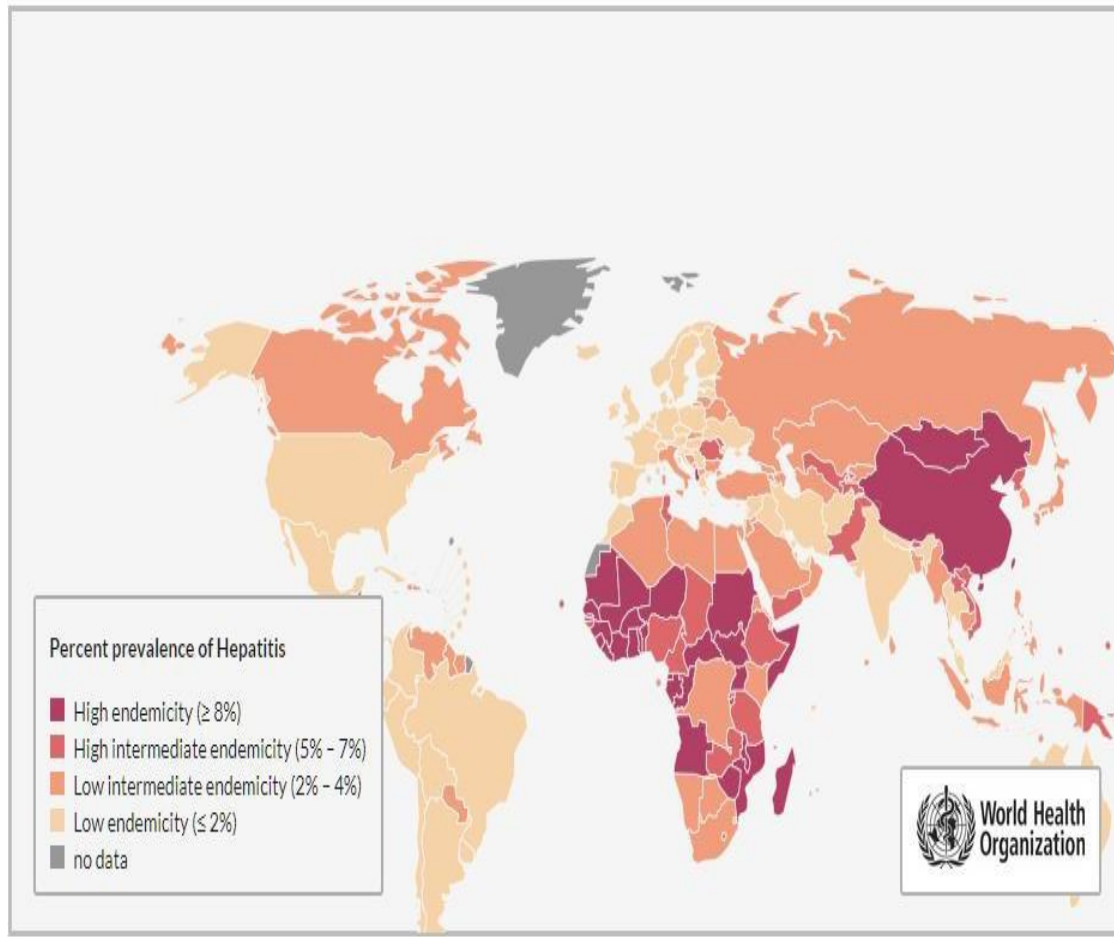 Percent prevalence of Hepatitis
High endemicity (≥ 8%)
High intermediate endemicity (5% – 7%)
Low intermediate endemicity (2% – 4%)
Low endemicity (≤ 2%)
no data
World Health
Organization